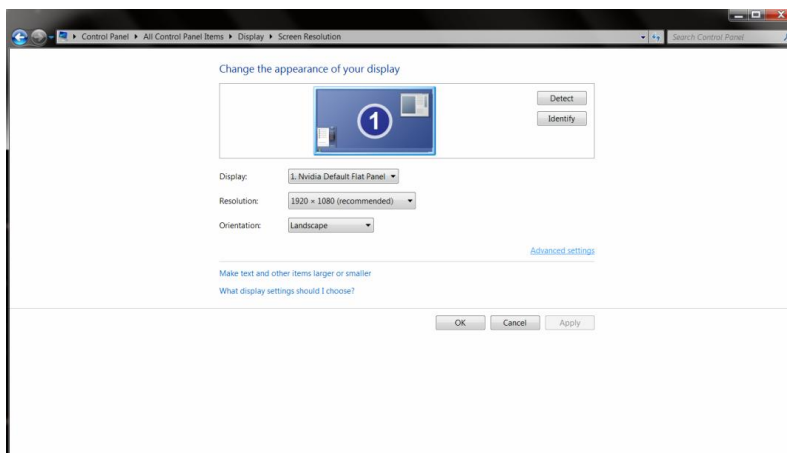 Control Panel ▸ All Control Panel Items ▸ Display ▸ Screen Resolution
Search Control Panel
Change the appearance of your display
1
Detect
Identify
Display: 1. Nvidia Default Flat Panel
Resolution: 1920 × 1080 (recommended)
Orientation: Landscape
Advanced settings
Make text and other items larger or smaller
What display settings should I choose?
OK Cancel Apply